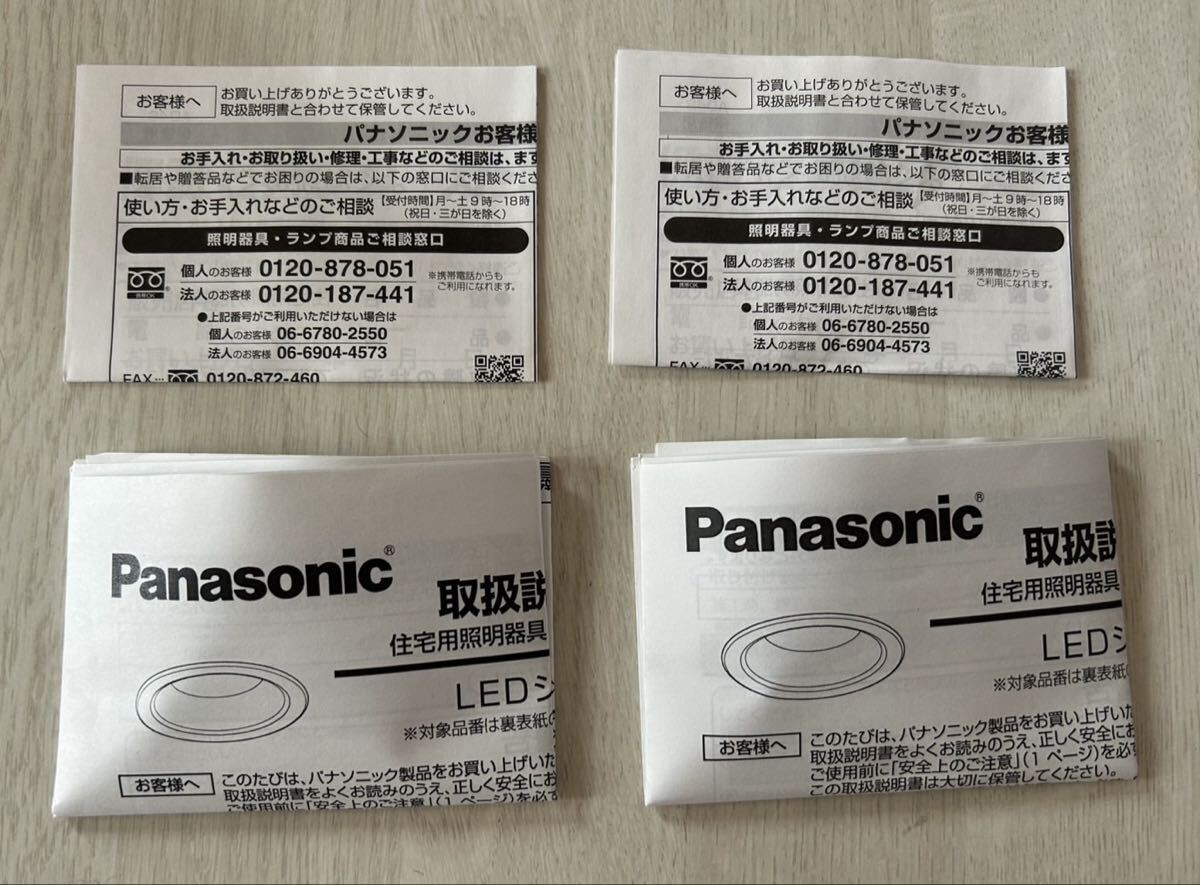 お客様へ
お買い上げありがとうございます。
取扱説明書と合わせて保管してください。
パナソニックお客様
お手入れ・お取り扱い・修理・工事などのご相談は、ます
■転居や贈答品などでお困りの場合は、以下の窓口にご相談くださ
使い方・お手入れなどのご相談 【受付時間】月〜土9時〜18時
(祝日・三が日を除く)
照明器具・ランプ商品ご相談窓口
個人のお客様 0120-878-051
法人のお客様 0120-187-441
※携帯電話からも
ご利用になれます。
携帯OK
●上記番号がご利用いただけない場合は
個人のお客様 06-6780-2550
法人のお客様 06-6904-4573
FAX… 0120-872-460
お客様へ
お買い上げありがとうございます。
取扱説明書と合わせて保管してください。
パナソニックお客様
お手入れ・お取り扱い・修理・工事などのご相談は、ます
■転居や贈答品などでお困りの場合は、以下の窓口にご相談くださ
使い方・お手入れなどのご相談 【受付時間】月〜土9時〜18時
(祝日・三が日を除く)
照明器具・ランプ商品ご相談窓口
個人のお客様 0120-878-051
法人のお客様 0120-187-441
※携帯電話からも
ご利用になれます。
携帯OK
●上記番号がご利用いただけない場合は
個人のお客様 06-6780-2550
法人のお客様 06-6904-4573
FAX… 0120-872-460
Panasonic®
取扱説
住宅用照明器具
LEDシ
※対象品番は裏表紙の
お客様へ
このたびは、パナソニック製品をお買い上げいた
取扱説明書をよくお読みのうえ、正しく安全にお
ご使用前に「安全上のご注意」(1 ページ)を必ず
Panasonic®
取扱説
住宅用照明器具
LEDシ
※対象品番は裏表紙の
お客様へ
このたびは、パナソニック製品をお買い上げいた
取扱説明書をよくお読みのうえ、正しく安全にお
ご使用前に「安全上のご注意」(1 ページ)を必ず
この取扱説明書は大切に保管してください。